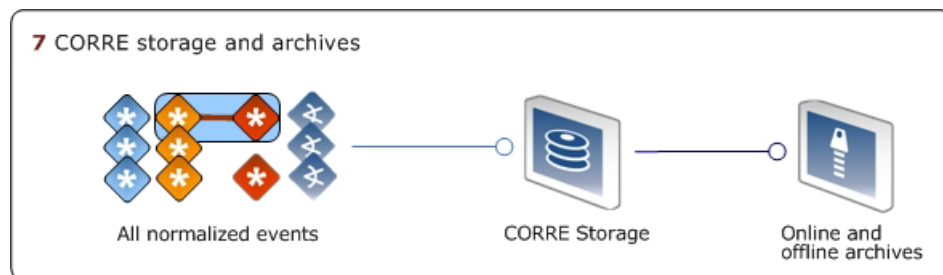 7 CORRE storage and archives
All normalized events
CORRE Storage
Online and
offline archives